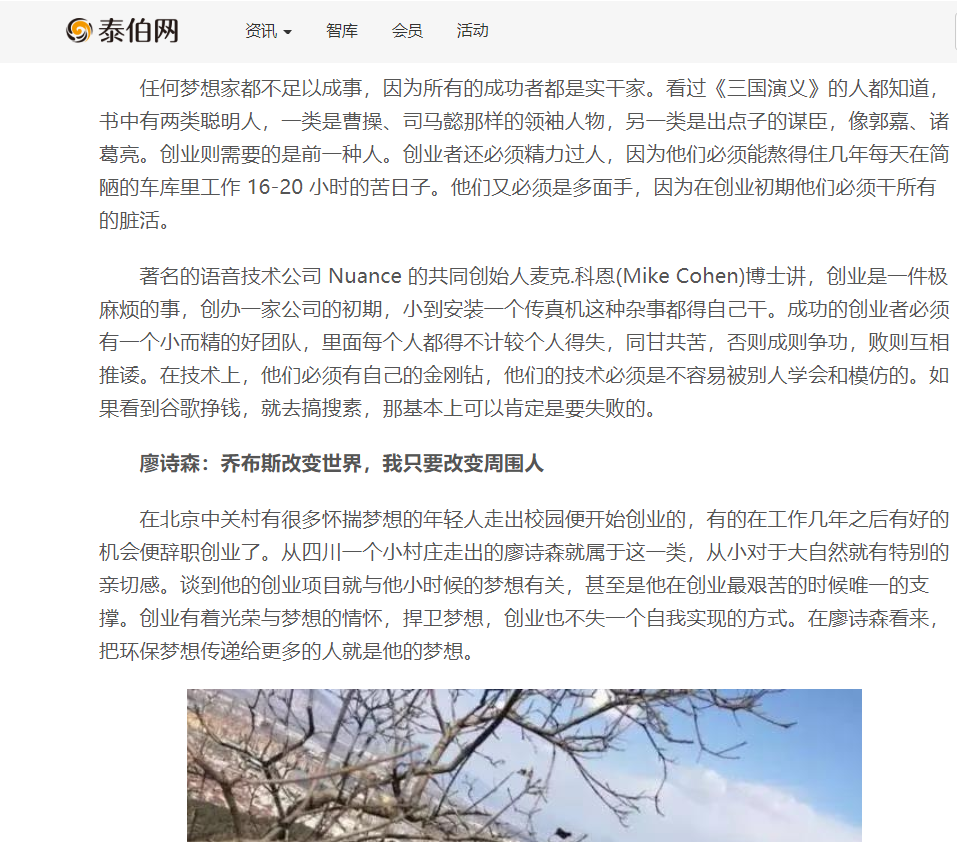 泰伯网 资讯 智库 会员 活动
任何梦想家都不足以成事，因为所有的成功者都是实干家。看过《三国演义》的人都知道，
书中有两类聪明人，一类是曹操、司马懿那样的领袖人物，另一类是出点子的谋臣，像郭嘉、诸
葛亮。创业则需要的是前一种人。创业者还必须精力过人，因为他们必须能熬得住几年每天在简
陋的车库里工作 16-20 小时的苦日子。他们又必须是多面手，因为在创业初期他们必须干所有
的脏活。
著名的语音技术公司 Nuance 的共同创始人麦克.科恩(Mike Cohen)博士讲，创业是一件极
麻烦的事，创办一家公司的初期，小到安装一个传真机这种杂事都得自己干。成功的创业者必须
有一个小而精的好团队，里面每个人都得不计较个人得失，同甘共苦，否则成则争功，败则互相
推诿。在技术上，他们必须有自己的金刚钻，他们的技术必须是不容易被别人学会和模仿的。如
果看到谷歌挣钱，就去搞搜素，那基本上可以肯定是要失败的。
廖诗森：乔布斯改变世界，我只要改变周围人
在北京中关村有很多怀揣梦想的年轻人走出校园便开始创业的，有的在工作几年之后有好的
机会便辞职创业了。从四川一个小村庄走出的廖诗森就属于这一类，从小对于大自然就有特别的
亲切感。谈到他的创业项目就与他小时候的梦想有关，甚至是他在创业最艰苦的时候唯一的支
撑。创业有着光荣与梦想的情怀，捍卫梦想，创业也不失一个自我实现的方式。在廖诗森看来，
把环保梦想传递给更多的人就是他的梦想。